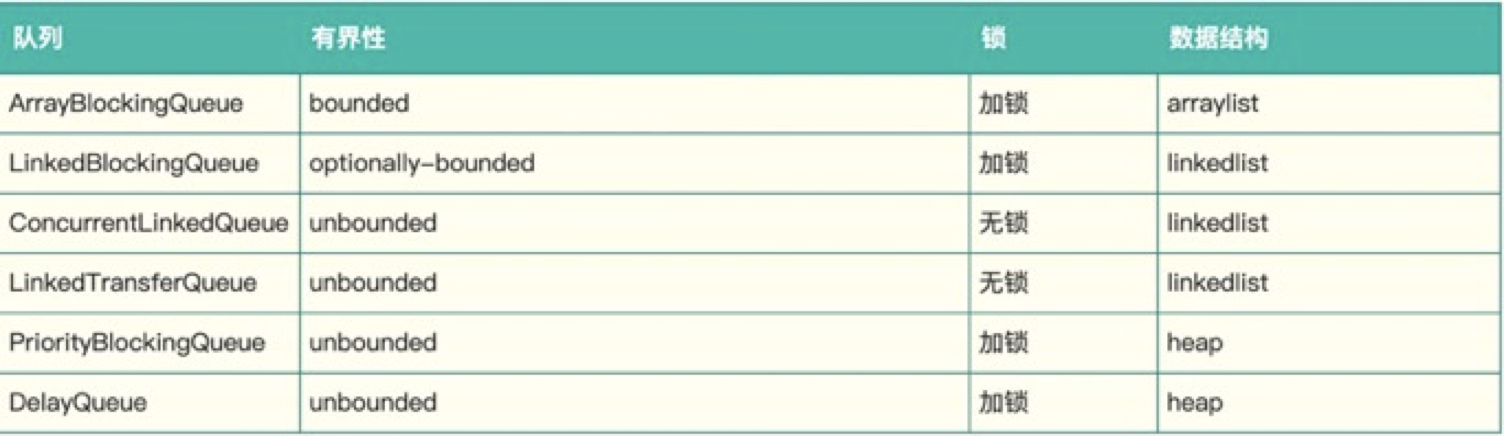 队列 有界性 锁 数据结构
ArrayBlockingQueue bounded 加锁 arraylist
LinkedBlockingQueue optionally-bounded 加锁 linkedlist
ConcurrentLinkedQueue unbounded 无锁 linkedlist
LinkedTransferQueue unbounded 无锁 linkedlist
PriorityBlockingQueue unbounded 加锁 heap
DelayQueue unbounded 加锁 heap